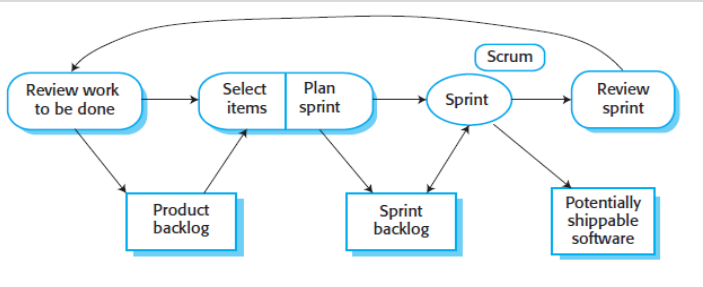 Scrum
Review work
to be done
Select
items
Plan
sprint
Sprint
Review
sprint
Product
backlog
Sprint
backlog
Potentially
shippable
software